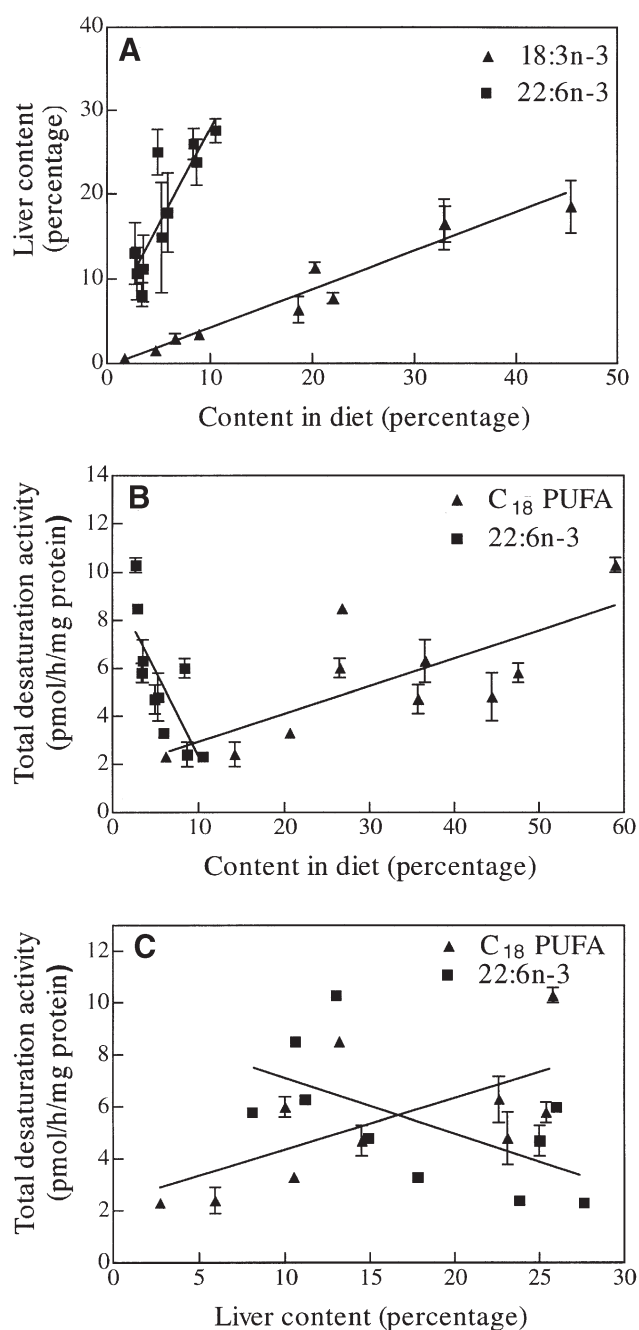 A
18:3n-3
22:6n-3
40
30
20
10
0
Liver content
(percentage)
0 10 20 30 40 50
Content in diet (percentage)
B
C18 PUFA
22:6n-3
14
12
10
8
6
4
2
0
Total desaturation activity
(pmol/h/mg protein)
0 10 20 30 40 50 60
Content in diet (percentage)
C
C18 PUFA
22:6n-3
12
10
8
6
4
2
0
Total desaturation activity
(pmol/h/mg protein)
0 5 10 15 20 25 30
Liver content (percentage)